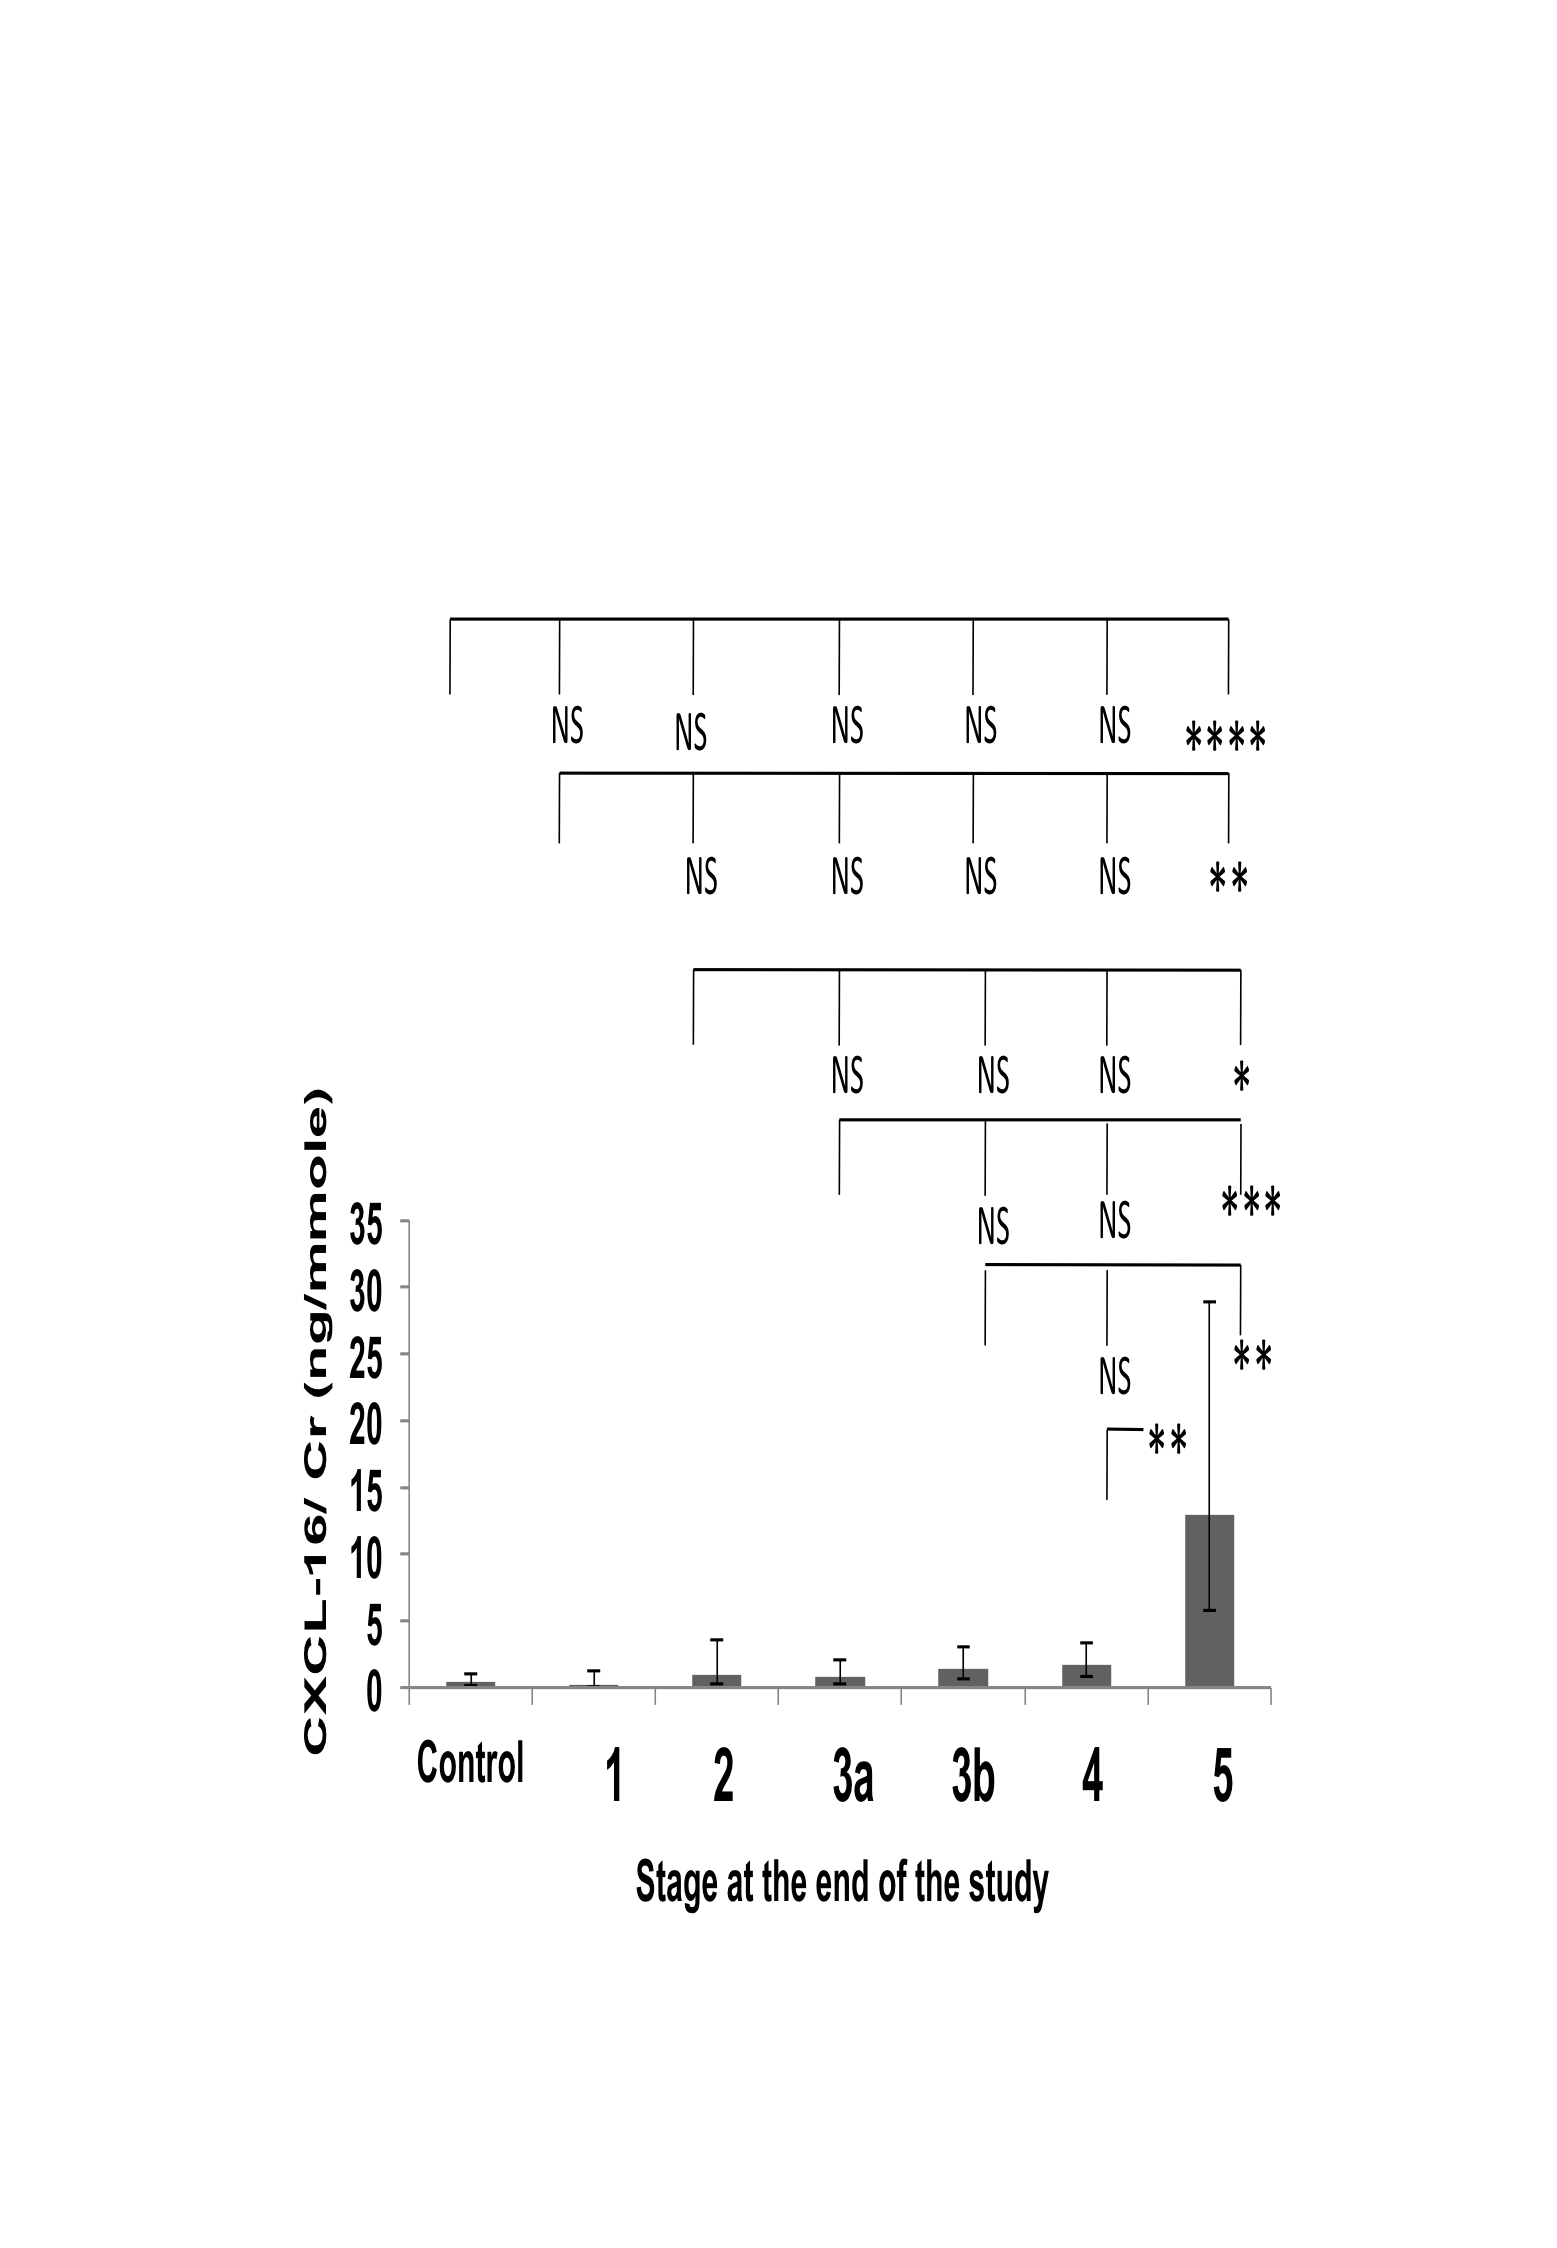 NS NS NS NS NS ****
NS NS NS NS **
NS NS NS *
NS NS ***
NS **
**
CXCL-16/ Cr (ng/mmole)
35
30
25
20
15
10
5
0
Control 1 2 3a 3b 4 5
Stage at the end of the study